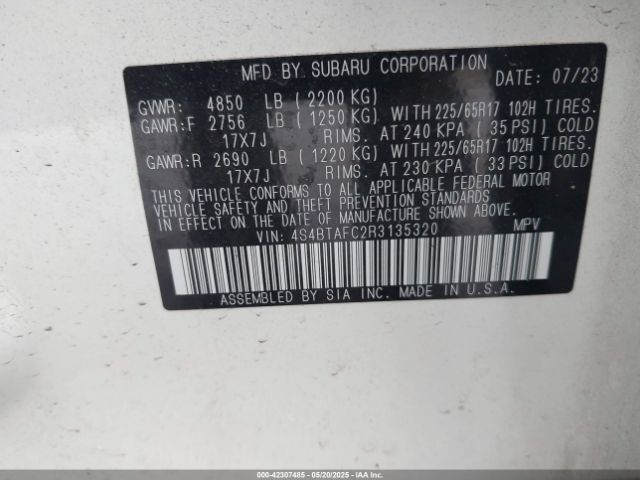 MFD BY SUBARU CORPORATION DATE: 07/23
GVWR: 4850 LB ( 2200 KG)
GAWR:F 2756 LB ( 1250 KG) WITH 225/65R17 102H TIRES.
17X7J RIMS. AT 240 KPA ( 35 PSI) COLD
GAWR:R 2690 LB ( 1220 KG) WITH 225/65R17 102H TIRES.
17X7J RIMS. AT 230 KPA ( 33 PSI) COLD
THIS VEHICLE CONFORMS TO ALL APPLICABLE FEDERAL MOTOR
VEHICLE SAFETY AND THEFT PREVENTION STANDARDS
IN EFFECT ON THE DATE OF MANUFACTURE SHOWN ABOVE.
VIN: 4S4BTAFC2R3135320 MPV
ASSEMBLED BY SIA INC. MADE IN U.S.A.
000-42307485 - 05/20/2025 - IAAI.COM